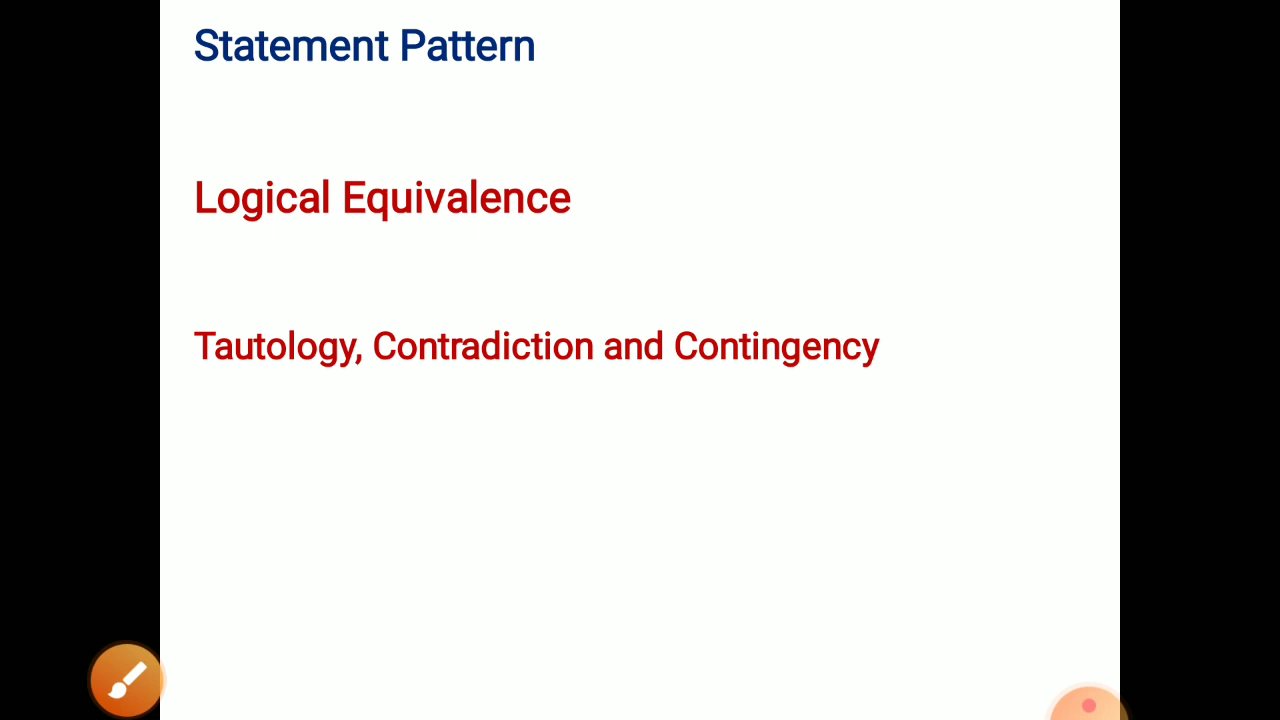 Statement Pattern
Logical Equivalence
Tautology, Contradiction and Contingency